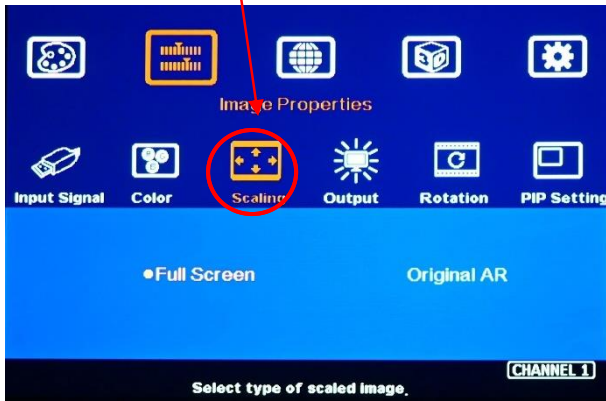 3D
Image Properties
Input Signal Color Scaling Output Rotation PIP Setting
Full Screen Original AR
CHANNEL 1
Select type of scaled image.